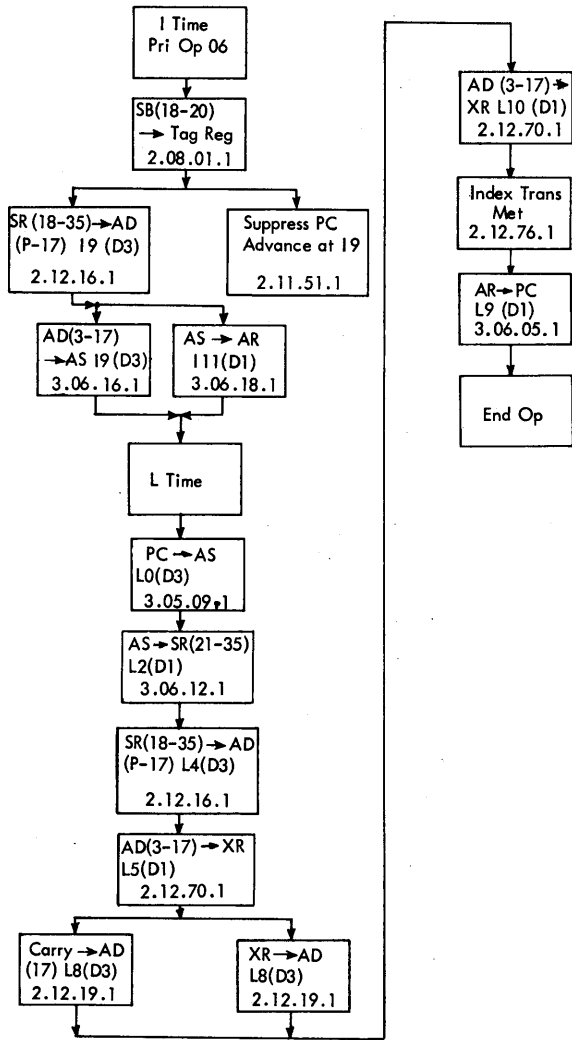 I Time
Pri Op 06
SB(18-20)
→ Tag Reg
2.08.01.1
SR(18-35)→AD
(P-17) I9 (D3)
2.12.16.1
Suppress PC
Advance at I9
2.11.51.1
AD(3-17)
→AS I9(D3)
3.06.16.1
AS → AR
I11(D1)
3.06.18.1
L Time
PC → AS
L0(D3)
3.05.09.1
AS→SR(21-35)
L2(D1)
3.06.12.1
SR(18-35)→AD
(P-17) L4(D3)
2.12.16.1
AD(3-17) → XR
L5(D1)
2.12.70.1
Carry → AD
(17) L8(D3)
2.12.19.1
XR→AD
L8(D3)
2.12.19.1
AD (3-17)→
XR L10 (D1)
2.12.70.1
Index Trans
Met
2.12.76.1
AR→PC
L9 (D1)
3.06.05.1
End Op